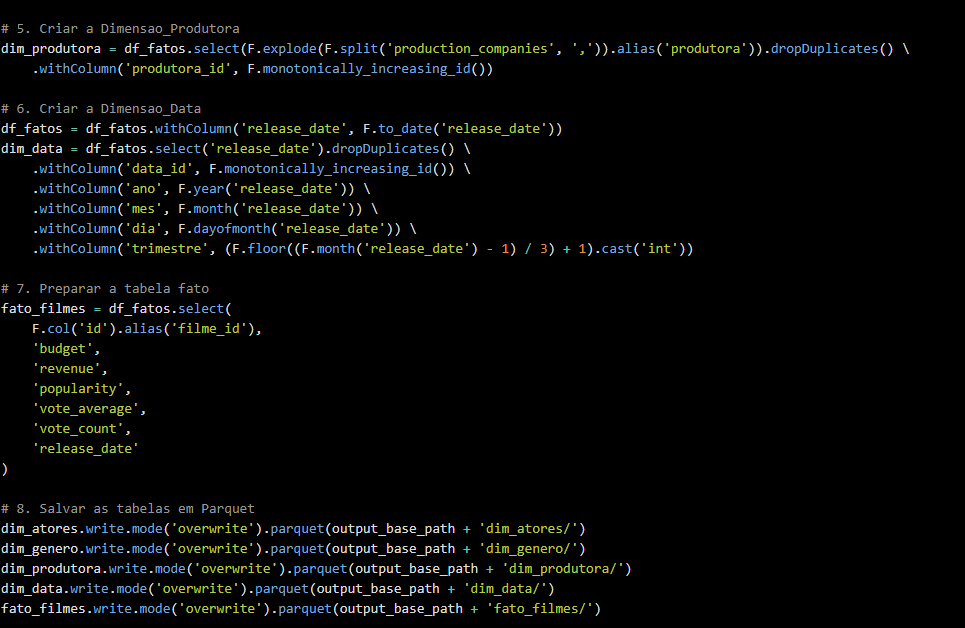 # 5. Criar a Dimensao_Produtora
dim_produtora = df_fatos.select(F.explode(F.split('production_companies', ',')).alias('produtora')).dropDuplicates() \
    .withColumn('produtora_id', F.monotonically_increasing_id())

# 6. Criar a Dimensao_Data
df_fatos = df_fatos.withColumn('release_date', F.to_date('release_date'))
dim_data = df_fatos.select('release_date').dropDuplicates() \
    .withColumn('data_id', F.monotonically_increasing_id()) \
    .withColumn('ano', F.year('release_date')) \
    .withColumn('mes', F.month('release_date')) \
    .withColumn('dia', F.dayofmonth('release_date')) \
    .withColumn('trimestre', (F.floor((F.month('release_date') - 1) / 3) + 1).cast('int'))

# 7. Preparar a tabela fato
fato_filmes = df_fatos.select(
    F.col('id').alias('filme_id'),
    'budget',
    'revenue',
    'popularity',
    'vote_average',
    'vote_count',
    'release_date'
)

# 8. Salvar as tabelas em Parquet
dim_atores.write.mode('overwrite').parquet(output_base_path + 'dim_atores/')
dim_genero.write.mode('overwrite').parquet(output_base_path + 'dim_genero/')
dim_produtora.write.mode('overwrite').parquet(output_base_path + 'dim_produtora/')
dim_data.write.mode('overwrite').parquet(output_base_path + 'dim_data/')
fato_filmes.write.mode('overwrite').parquet(output_base_path + 'fato_filmes/')